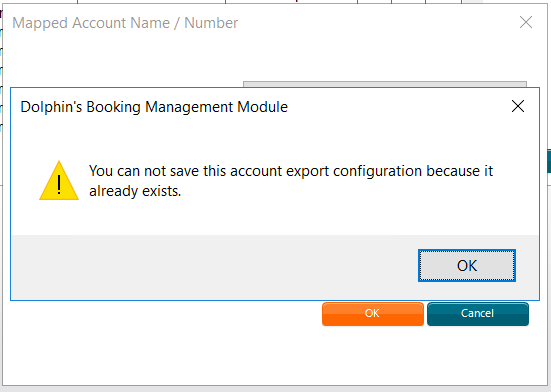 Mapped Account Name / Number
Dolphin's Booking Management Module
You can not save this account export configuration because it
already exists.
OK
OK
Cancel